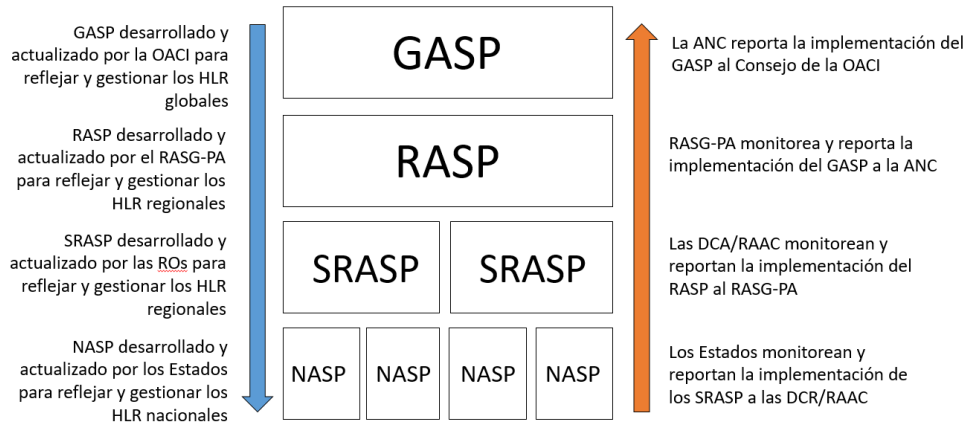 GASP desarrollado y
actualizado por la OACI para
reflejar y gestionar los HLR
globales
GASP
La ANC reporta la implementación del
GASP al Consejo de la OACI
RASP desarrollado y
actualizado por el RASG-PA
para reflejar y gestionar los
HLR regionales
RASP
RASG-PA monitorea y reporta la
implementación del GASP a la ANC
SRASP desarrollado y
actualizado por las ROs para
reflejar y gestionar los HLR
regionales
SRASP SRASP
Las DCA/RAAC monitorean y
reportan la implementación del
RASP al RASG-PA
NASP desarrollado y
actualizado por los Estados
para reflejar y gestionar los
HLR nacionales
NASP NASP NASP NASP
Los Estados monitorean y
reportan la implementación de
los SRASP a las DCR/RAAC